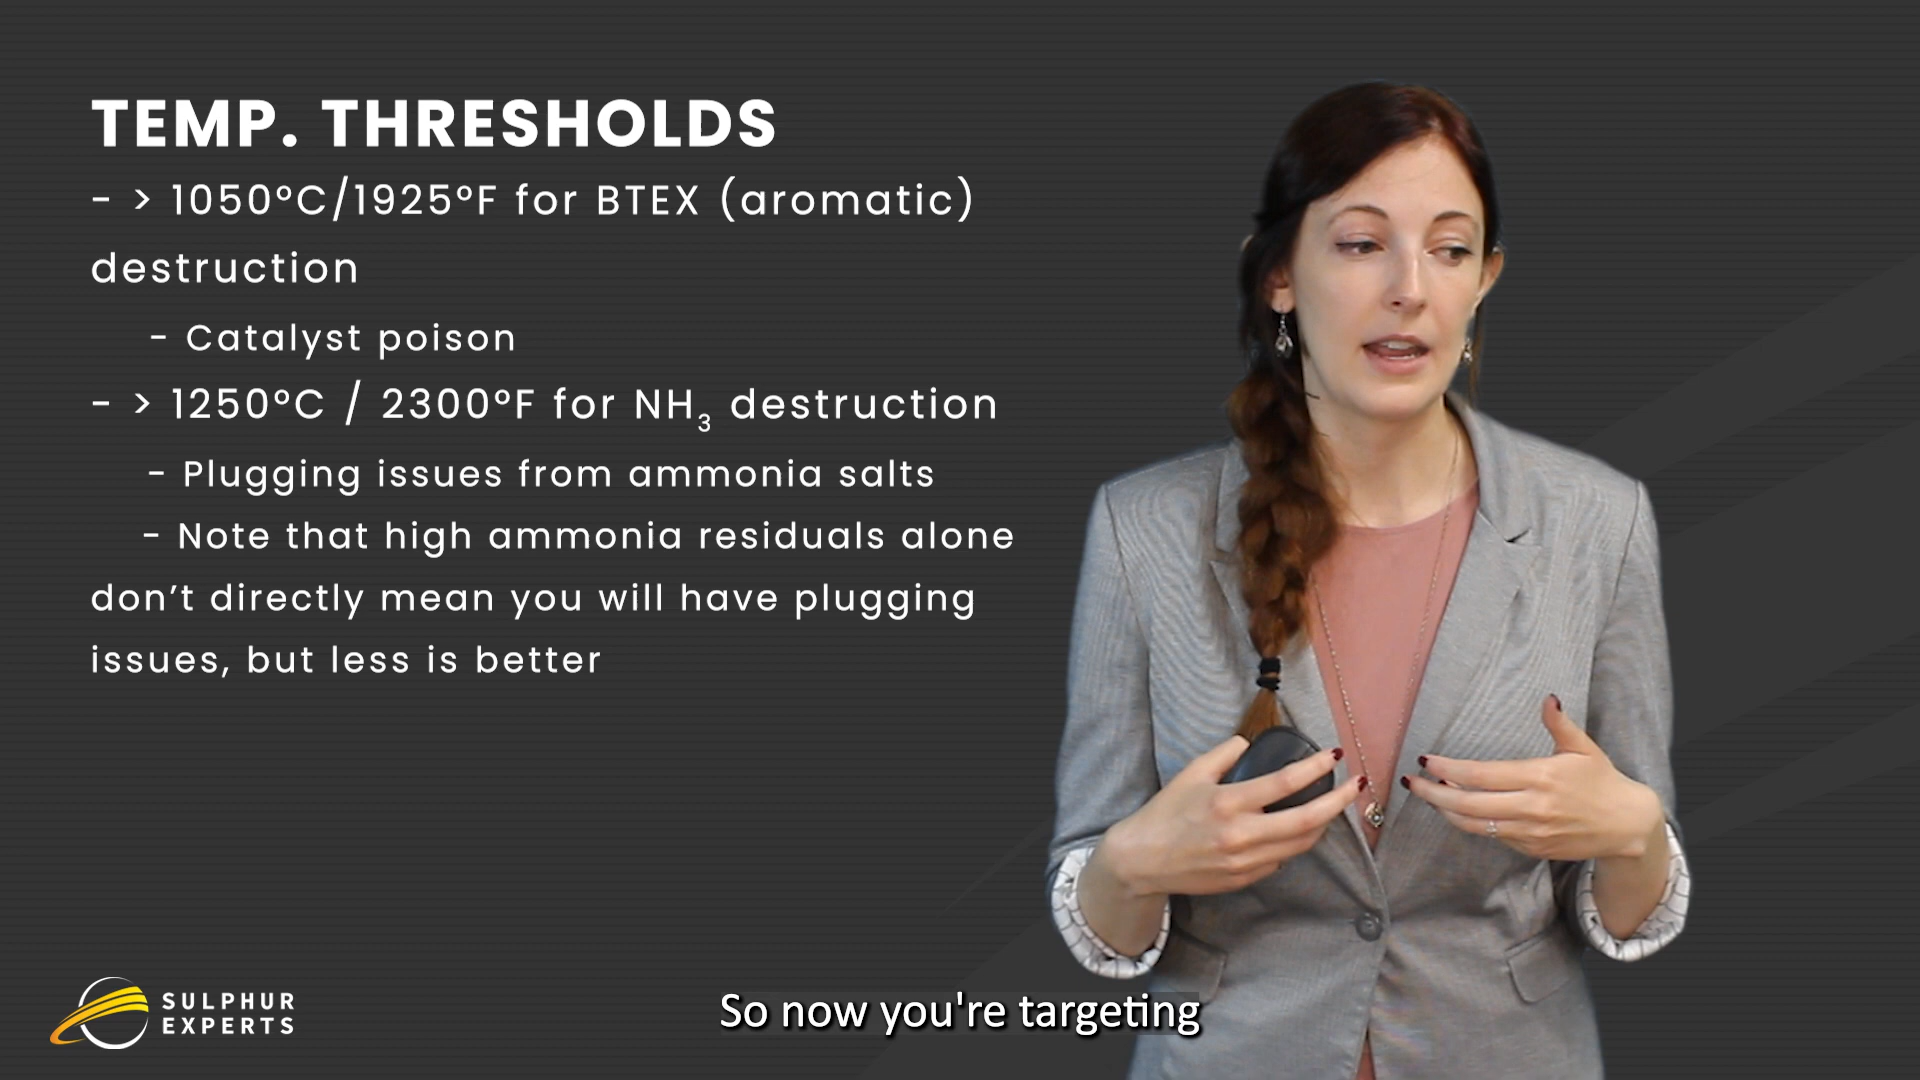 TEMP. THRESHOLDS
- > 1050°C/1925°F for BTEX (aromatic)
destruction
- Catalyst poison
- > 1250°C / 2300°F for NH₃ destruction
- Plugging issues from ammonia salts
- Note that high ammonia residuals alone
don’t directly mean you will have plugging
issues, but less is better
SULPHUR
EXPERTS
So now you're targeting